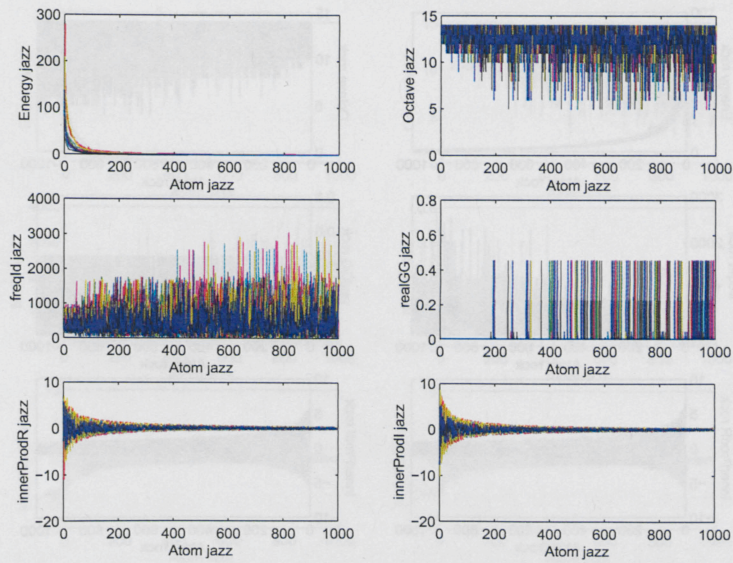 300
200
100
0
Energy jazz
0 200 400 600 800 1000
Atom jazz
15
10
5
0
Octave jazz
0 200 400 600 800 1000
Atom jazz
4000
3000
2000
1000
0
freqId jazz
0 200 400 600 800 1000
Atom jazz
0.8
0.6
0.4
0.2
0
realGG jazz
0 200 400 600 800 1000
Atom jazz
10
0
−10
−20
innerProdR jazz
0 200 400 600 800 1000
Atom jazz
10
0
−10
−20
innerProdI jazz
0 200 400 600 800 1000
Atom jazz